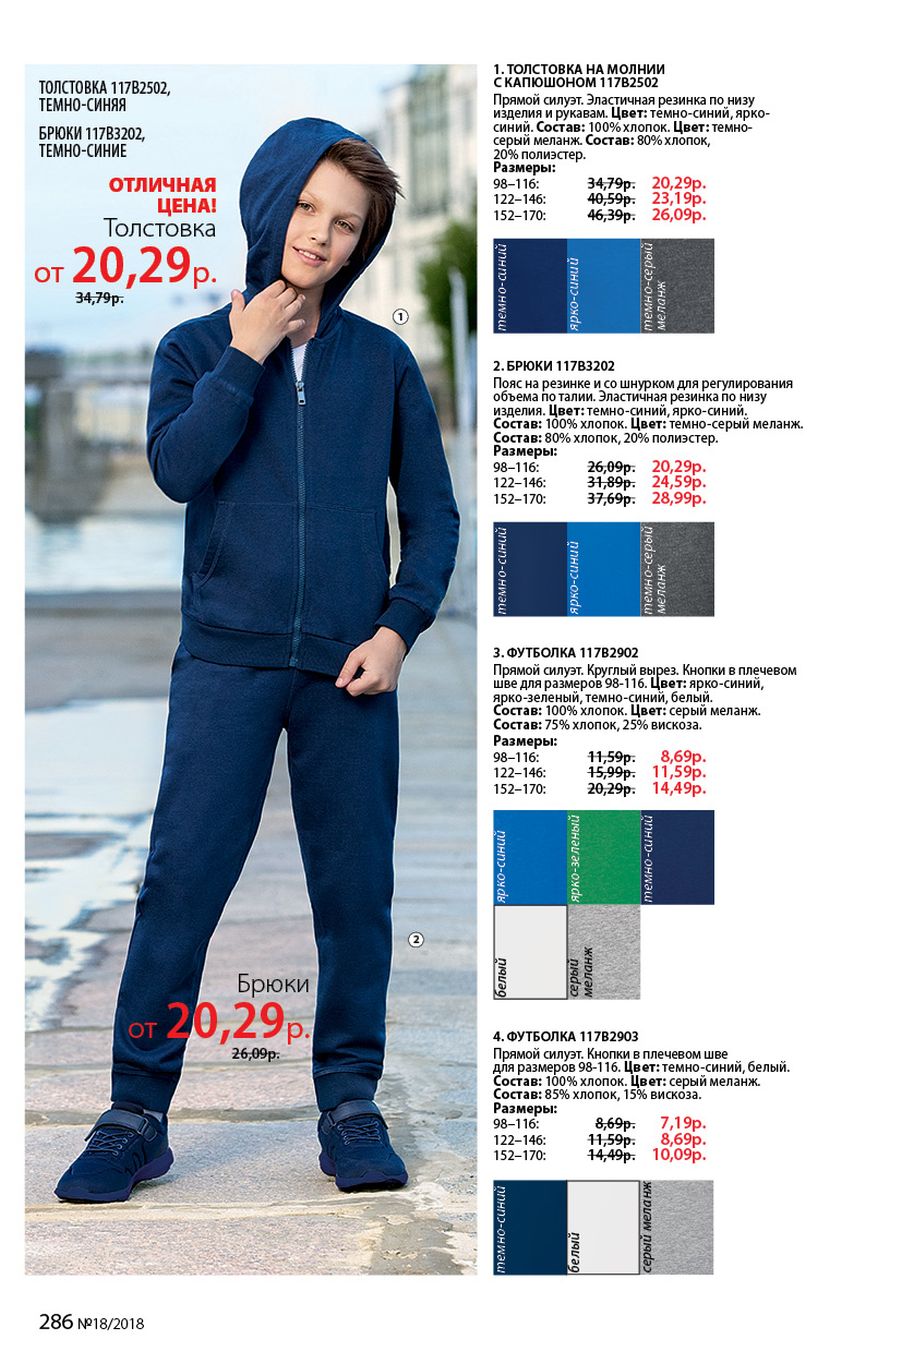 ТОЛСТОВКА 117В2502,
ТЕМНО-СИНЯЯ
БРЮКИ 117В3202,
ТЕМНО-СИНИЕ
ОТЛИЧНАЯ
ЦЕНА!
Толстовка
от 20,29р.
34,79р.
1
2
Брюки
от 20,29р.
26,09р.
1. ТОЛСТОВКА НА МОЛНИИ
С КАПЮШОНОМ 117В2502
Прямой силуэт. Эластичная резинка по низу
изделия и рукавам. Цвет: темно-синий, ярко-
синий. Состав: 100% хлопок. Цвет: темно-
серый меланж. Состав: 80% хлопок,
20% полиэстер.
Размеры:
98–116: 34,79р. 20,29р.
122–146: 40,59р. 23,19р.
152–170: 46,39р. 26,09р.
темно-синий
ярко-синий
темно-серый
меланж
2. БРЮКИ 117В3202
Пояс на резинке и со шнурком для регулирования
объема по талии. Эластичная резинка по низу
изделия. Цвет: темно-синий, ярко-синий.
Состав: 100% хлопок. Цвет: темно-серый меланж.
Состав: 80% хлопок, 20% полиэстер.
Размеры:
98–116: 26,09р. 20,29р.
122–146: 31,89р. 24,59р.
152–170: 37,69р. 28,99р.
темно-синий
ярко-синий
темно-серый
меланж
3. ФУТБОЛКА 117В2902
Прямой силуэт. Круглый вырез. Кнопки в плечевом
шве для размеров 98-116. Цвет: ярко-синий,
ярко-зеленый, темно-синий, белый.
Состав: 100% хлопок. Цвет: серый меланж.
Состав: 75% хлопок, 25% вискоза.
Размеры:
98–116: 11,59р. 8,69р.
122–146: 15,99р. 11,59р.
152–170: 20,29р. 14,49р.
ярко-синий
ярко-зеленый
темно-синий
белый
серый
меланж
4. ФУТБОЛКА 117В2903
Прямой силуэт. Кнопки в плечевом шве
для размеров 98-116. Цвет: темно-синий, белый.
Состав: 100% хлопок. Цвет: серый меланж.
Состав: 85% хлопок, 15% вискоза.
Размеры:
98–116: 8,69р. 7,19р.
122–146: 11,59р. 8,69р.
152–170: 14,49р. 10,09р.
темно-синий
белый
серый меланж
286 №18/2018